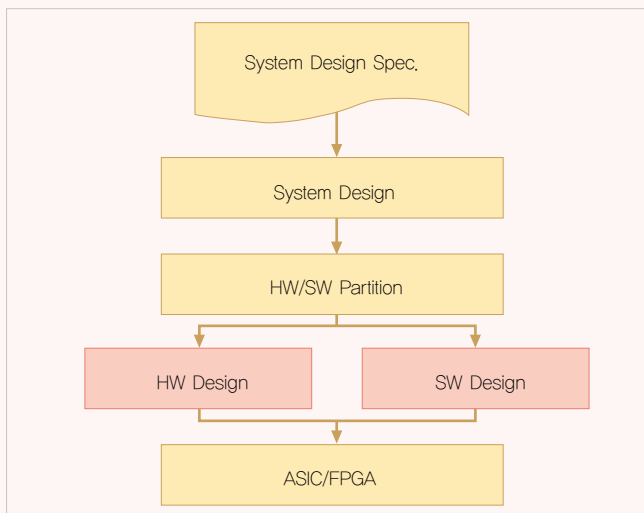 System Design Spec.
System Design
HW/SW Partition
HW Design
SW Design
ASIC/FPGA